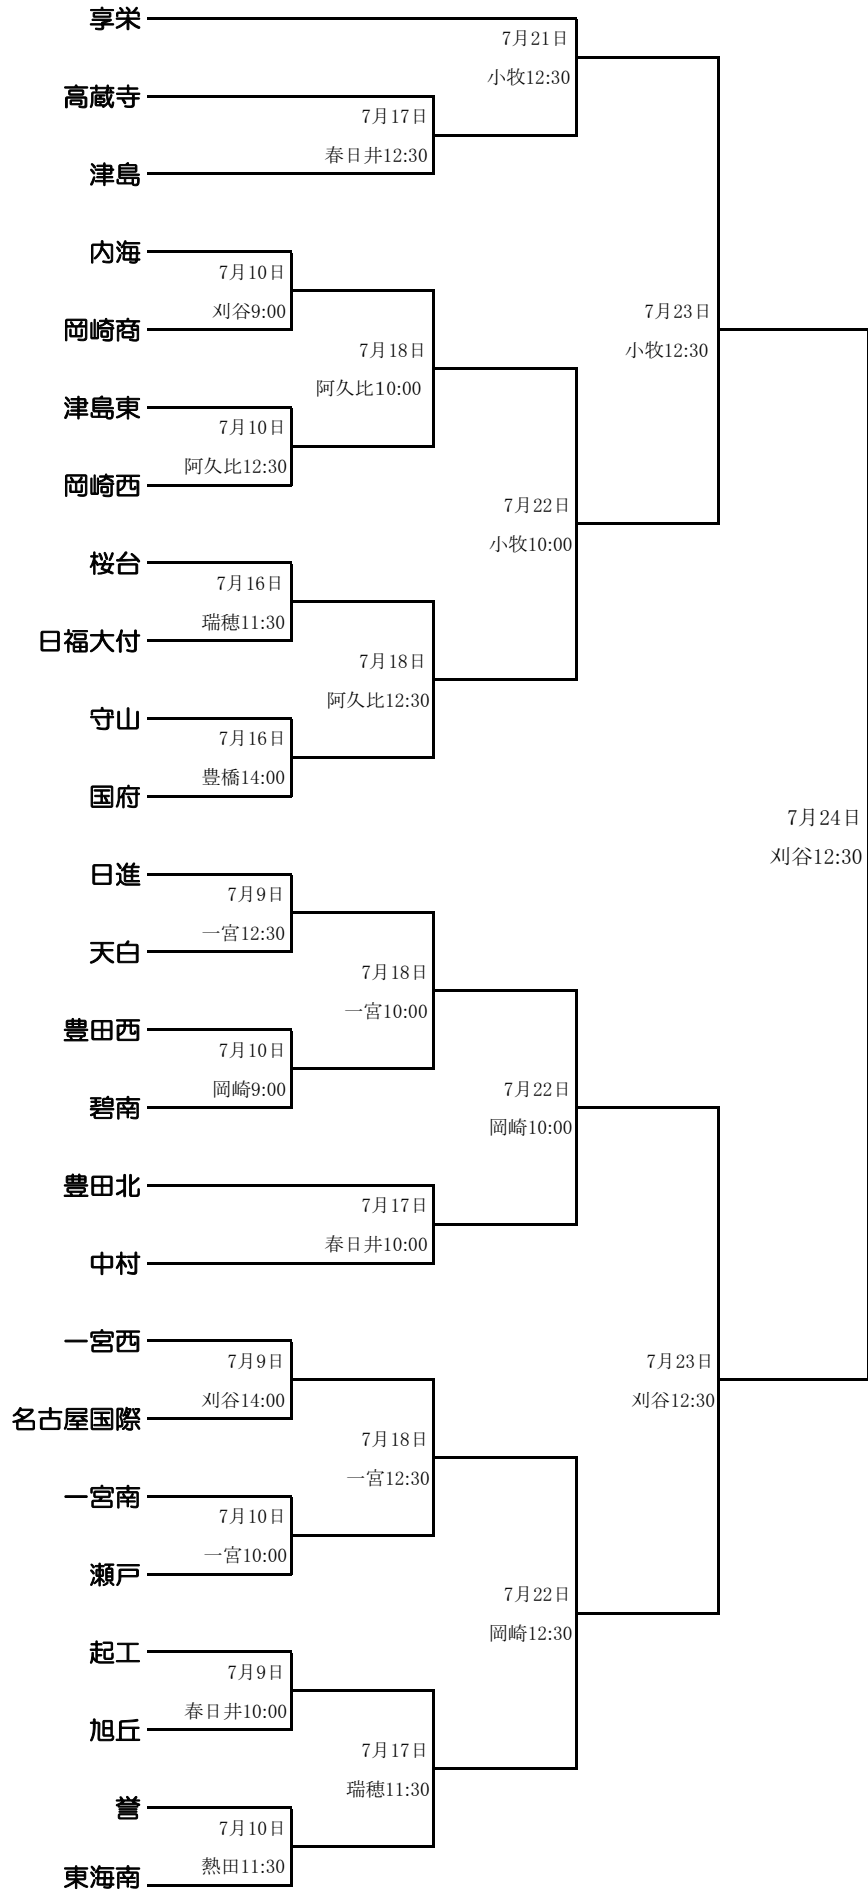 享栄
7月21日
小牧12:30
高蔵寺
7月17日
春日井12:30
津島
内海
7月10日
刈谷9:00
7月23日
岡崎商
7月18日
小牧12:30
阿久比10:00
津島東
7月10日
阿久比12:30
岡崎西
7月22日
小牧10:00
桜台
7月16日
瑞穂11:30
日福大付
7月18日
阿久比12:30
守山
7月16日
豊橋14:00
国府
7月24日
刈谷12:30
日進
7月9日
一宮12:30
天白
7月18日
一宮10:00
豊田西
7月10日
岡崎9:00
7月22日
碧南
岡崎10:00
豊田北
7月17日
春日井10:00
中村
一宮西
7月9日
7月23日
刈谷14:00
刈谷12:30
名古屋国際
7月18日
一宮12:30
一宮南
7月10日
一宮10:00
瀬戸
7月22日
岡崎12:30
起工
7月9日
春日井10:00
旭丘
7月17日
瑞穂11:30
誉
7月10日
熱田11:30
東海南